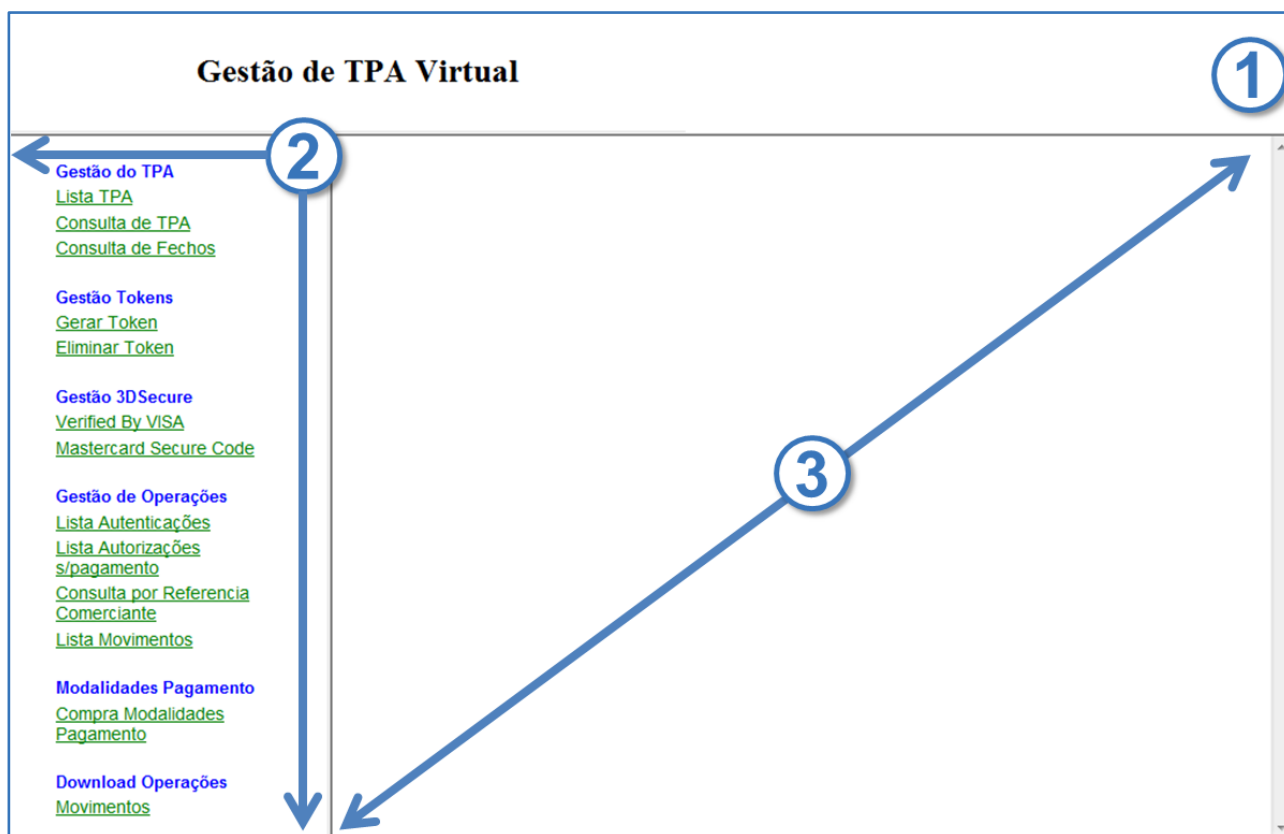 Gestão de TPA Virtual
1
2
Gestão do TPA
Lista TPA
Consulta de TPA
Consulta de Fechos
Gestão Tokens
Gerar Token
Eliminar Token
Gestão 3DSecure
Verified By VISA
Mastercard Secure Code
3
Gestão de Operações
Lista Autenticações
Lista Autorizações
s/pagamento
Consulta por Referencia
Comerciante
Lista Movimentos
Modalidades Pagamento
Compra Modalidades
Pagamento
Download Operações
Movimentos